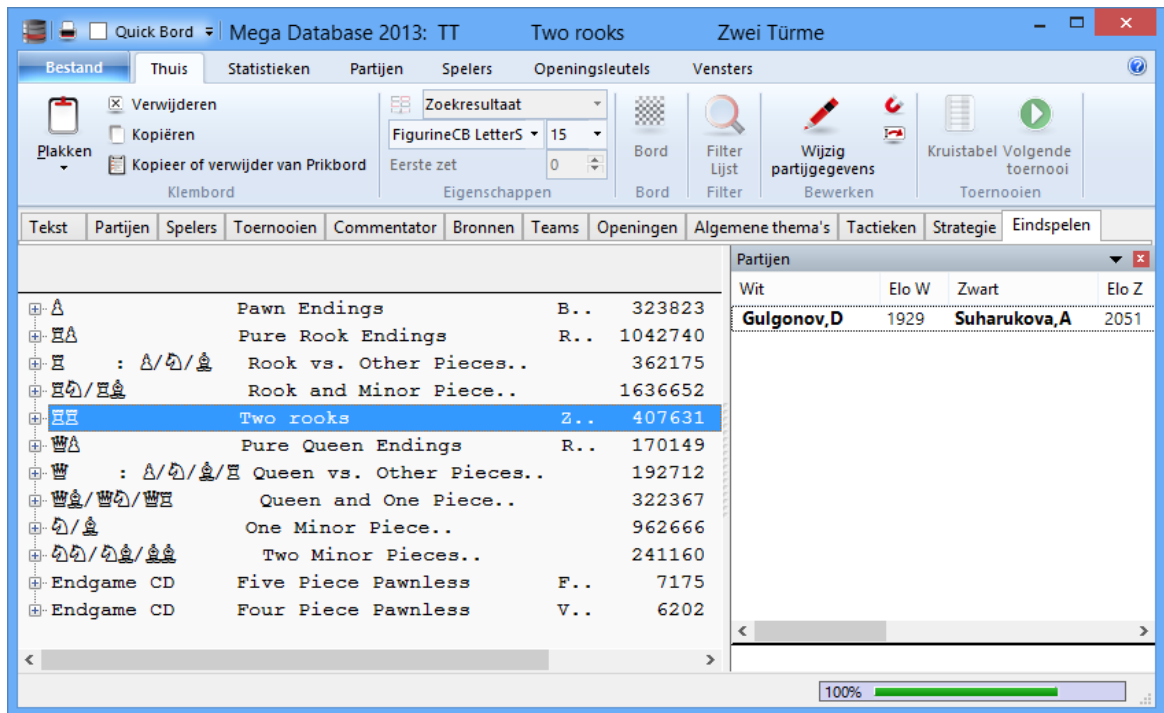 Quick Bord Mega Database 2013: TT Two rooks Zwei Türme
Bestand Thuis Statistieken Partijen Spelers Openingsleutels Vensters
Plakken
Verwijderen
Kopiëren
Kopieer of verwijder van Prikbord
Klembord
Zoekresultaat
FigurineCB LetterS 15
Eerste zet 0
Eigenschappen
Bord
Bord
Filter
Lijst
Filter
Wijzig
partijgegevens
Bewerken
Kruistabel Volgende
toernooi
Toernooien
Tekst Partijen Spelers Toernooien Commentator Bronnen Teams Openingen Algemene thema's Tactieken Strategie Eindspelen
♙ Pawn Endings B.. 323823
♖♙ Pure Rook Endings R.. 1042740
♖ : ♙/♘/♗ Rook vs. Other Pieces.. 362175
♖♘/♖♗ Rook and Minor Piece.. 1636652
♖♖ Two rooks Z.. 407631
♕♙ Pure Queen Endings R.. 170149
♕ : ♙/♘/♗/♖ Queen vs. Other Pieces.. 192712
♕♗/♕♘/♕♖ Queen and One Piece.. 322367
♘/♗ One Minor Piece.. 962666
♘♘/♘♗/♗♗ Two Minor Pieces.. 241160
Endgame CD Five Piece Pawnless F.. 7175
Endgame CD Four Piece Pawnless V.. 6202
Partijen
Wit Elo W Zwart Elo Z
Gulgonov,D 1929 Suharukova,A 2051
100%